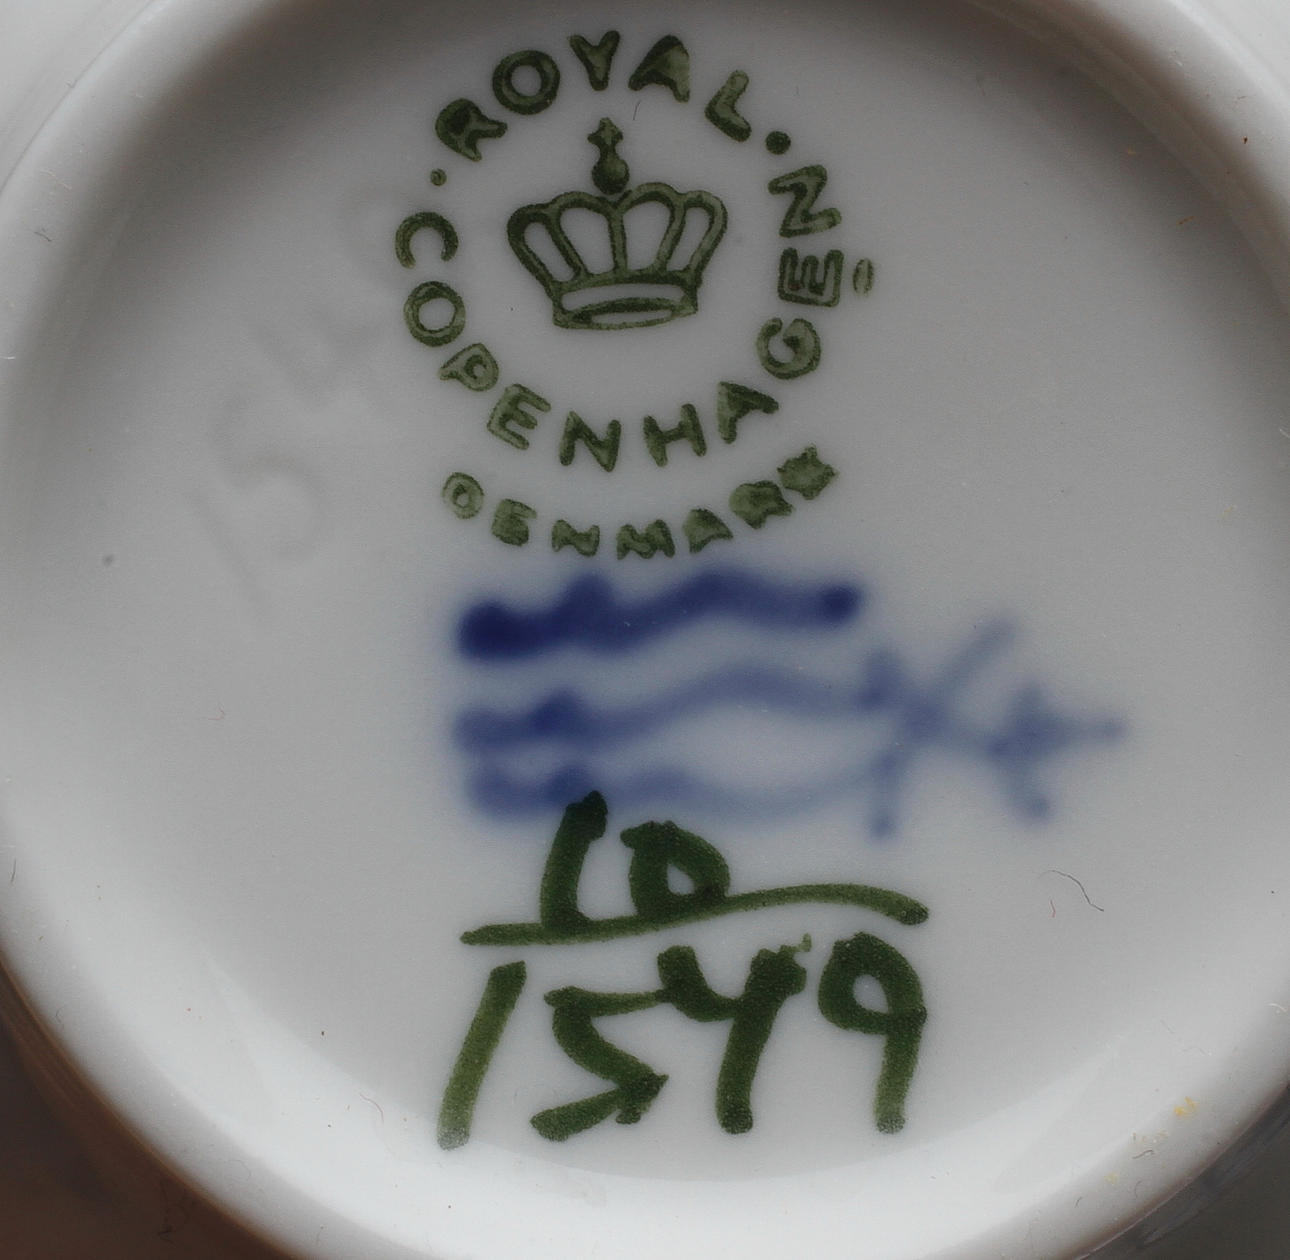 ROYAL.
COPENHAGEN
DENMARK
10
1549